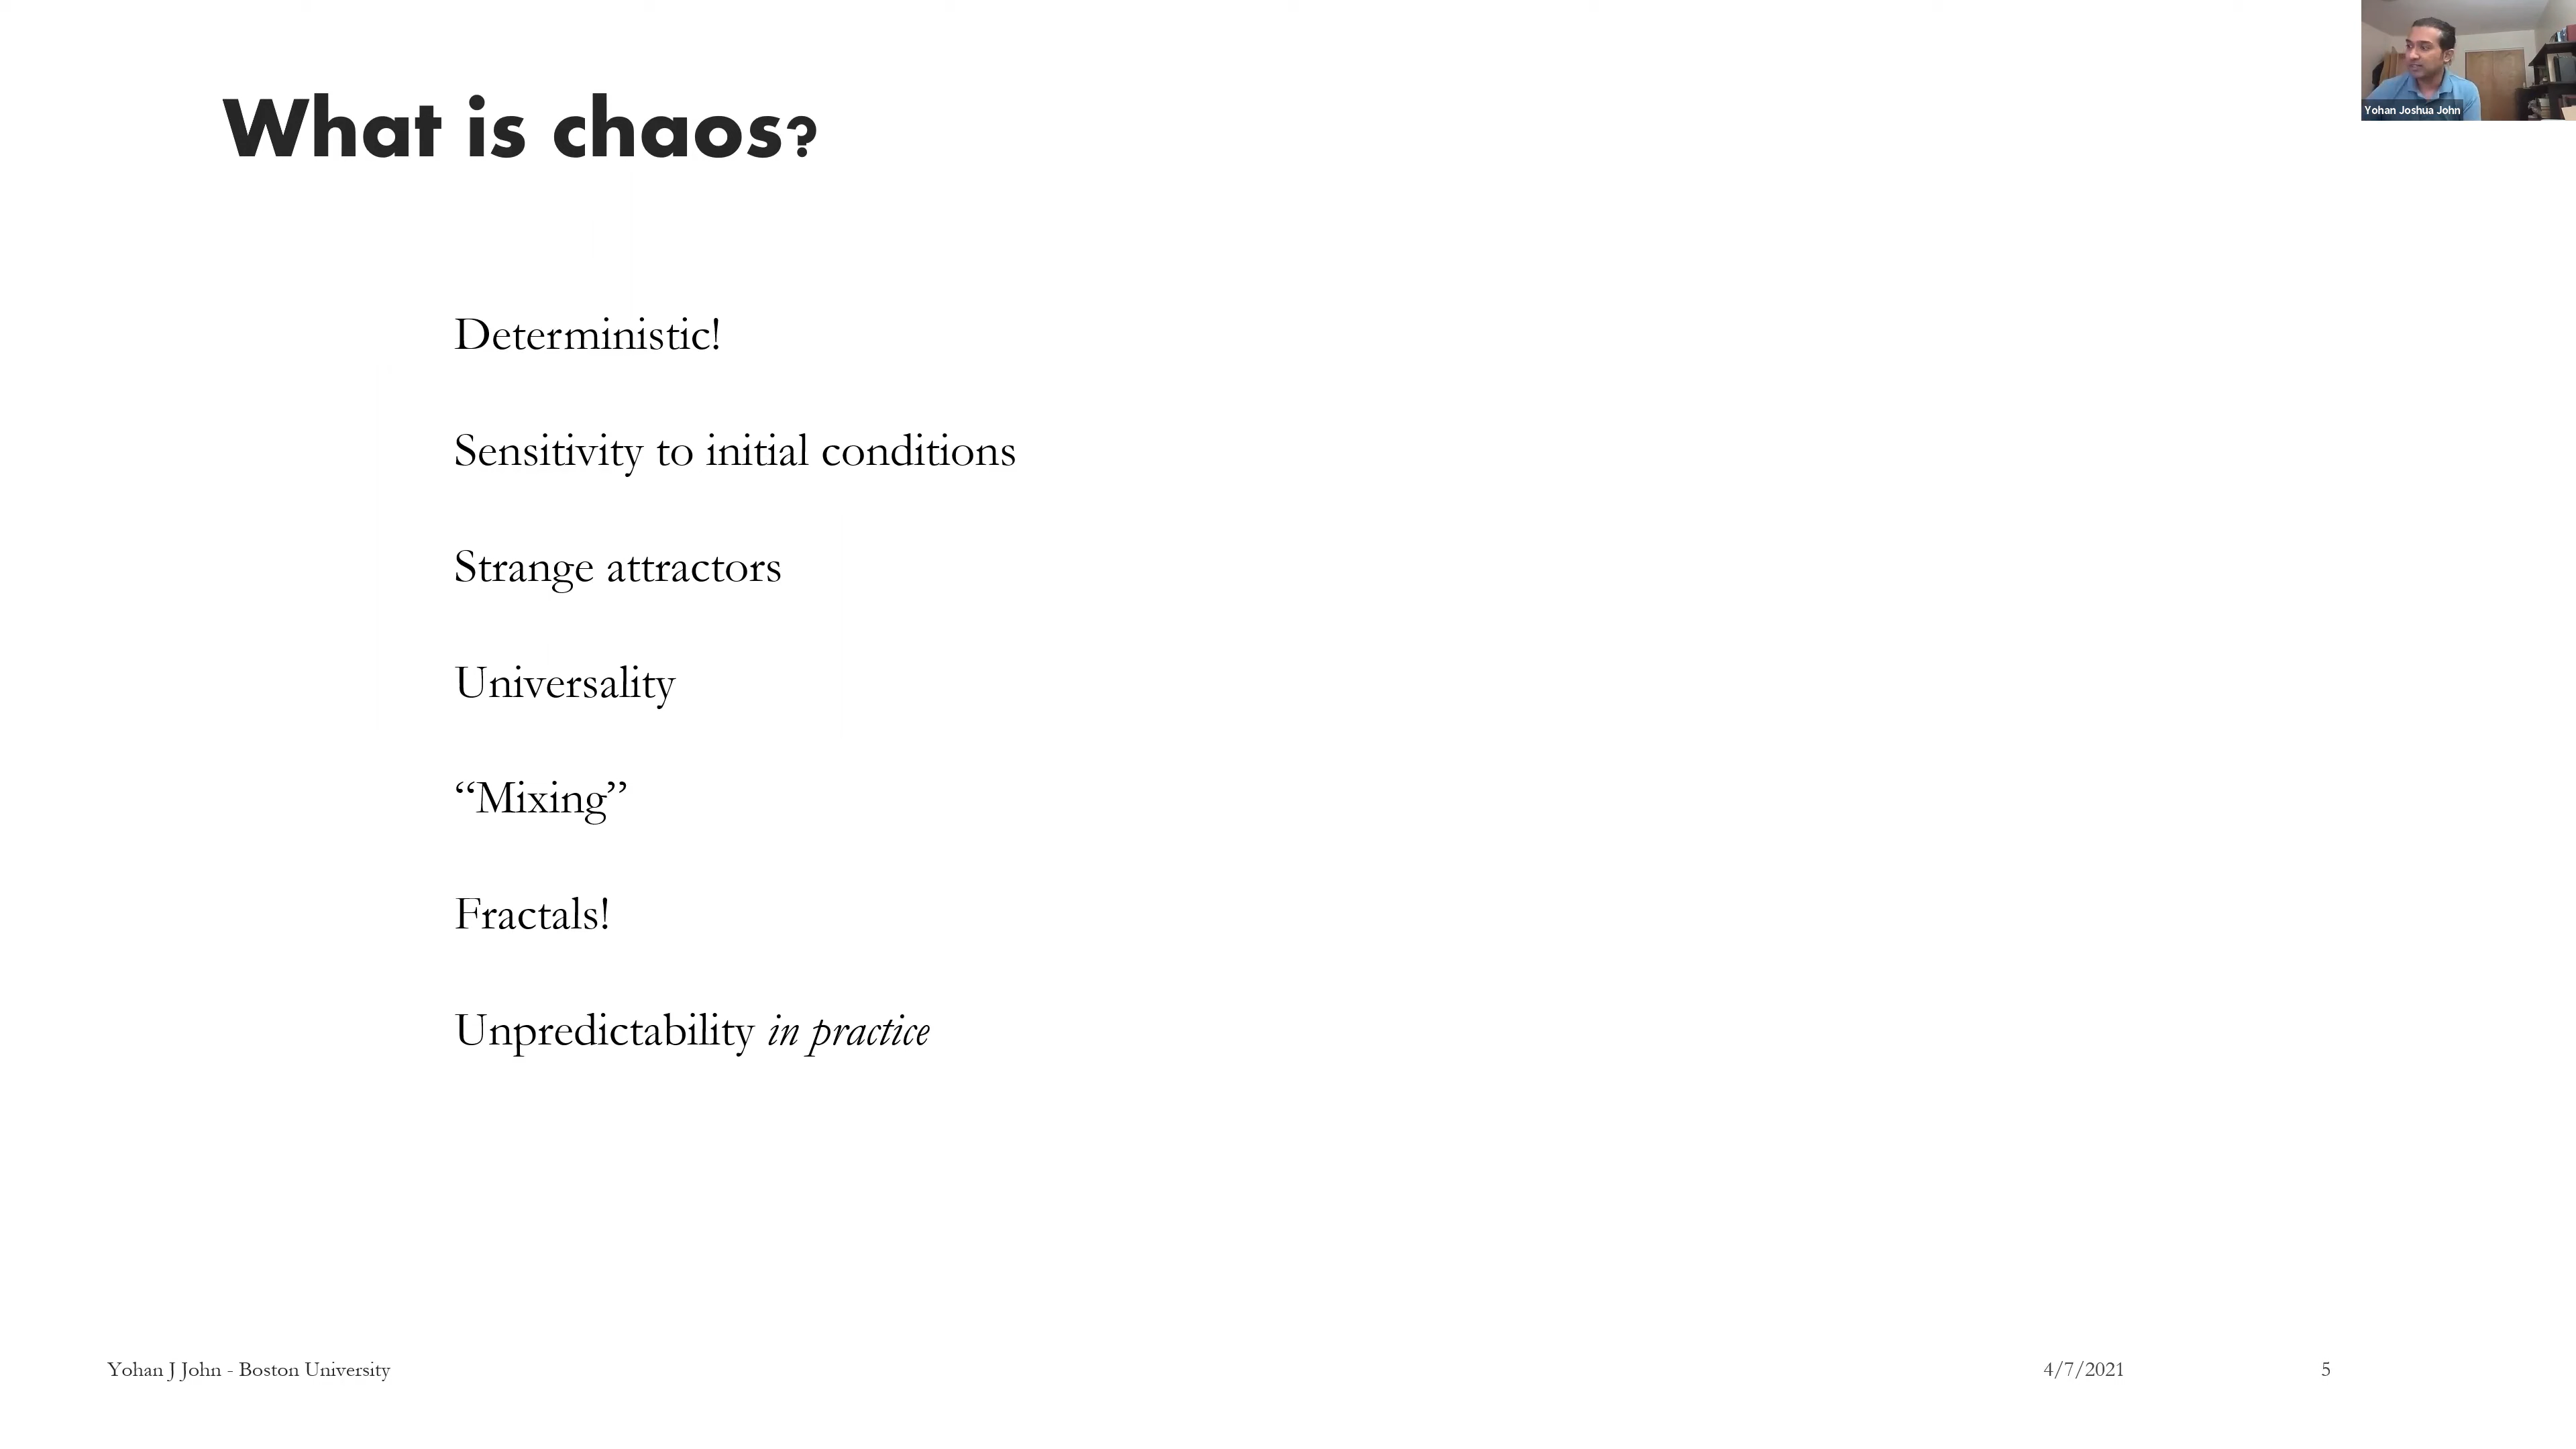 What is chaos?
Yohan Joshua John
Deterministic!
Sensitivity to initial conditions
Strange attractors
Universality
“Mixing”
Fractals!
Unpredictability in practice
Yohan J John - Boston University
4/7/2021
5